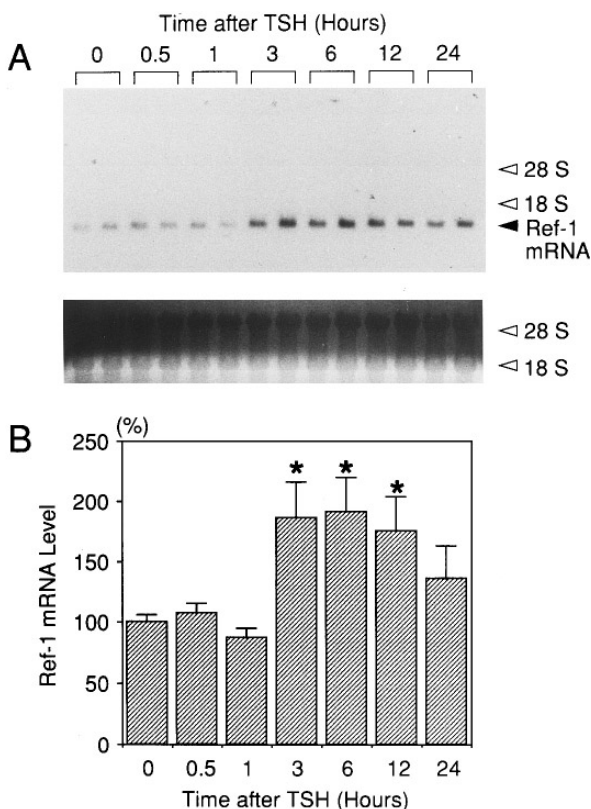 Time after TSH (Hours)
A
0 0.5 1 3 6 12 24
◁ 28 S
◁ 18 S
◀ Ref-1
mRNA
◁ 28 S
◁ 18 S
B
(%)
250
200
150
100
50
0
* * *
Ref-1 mRNA Level
0 0.5 1 3 6 12 24
Time after TSH (Hours)